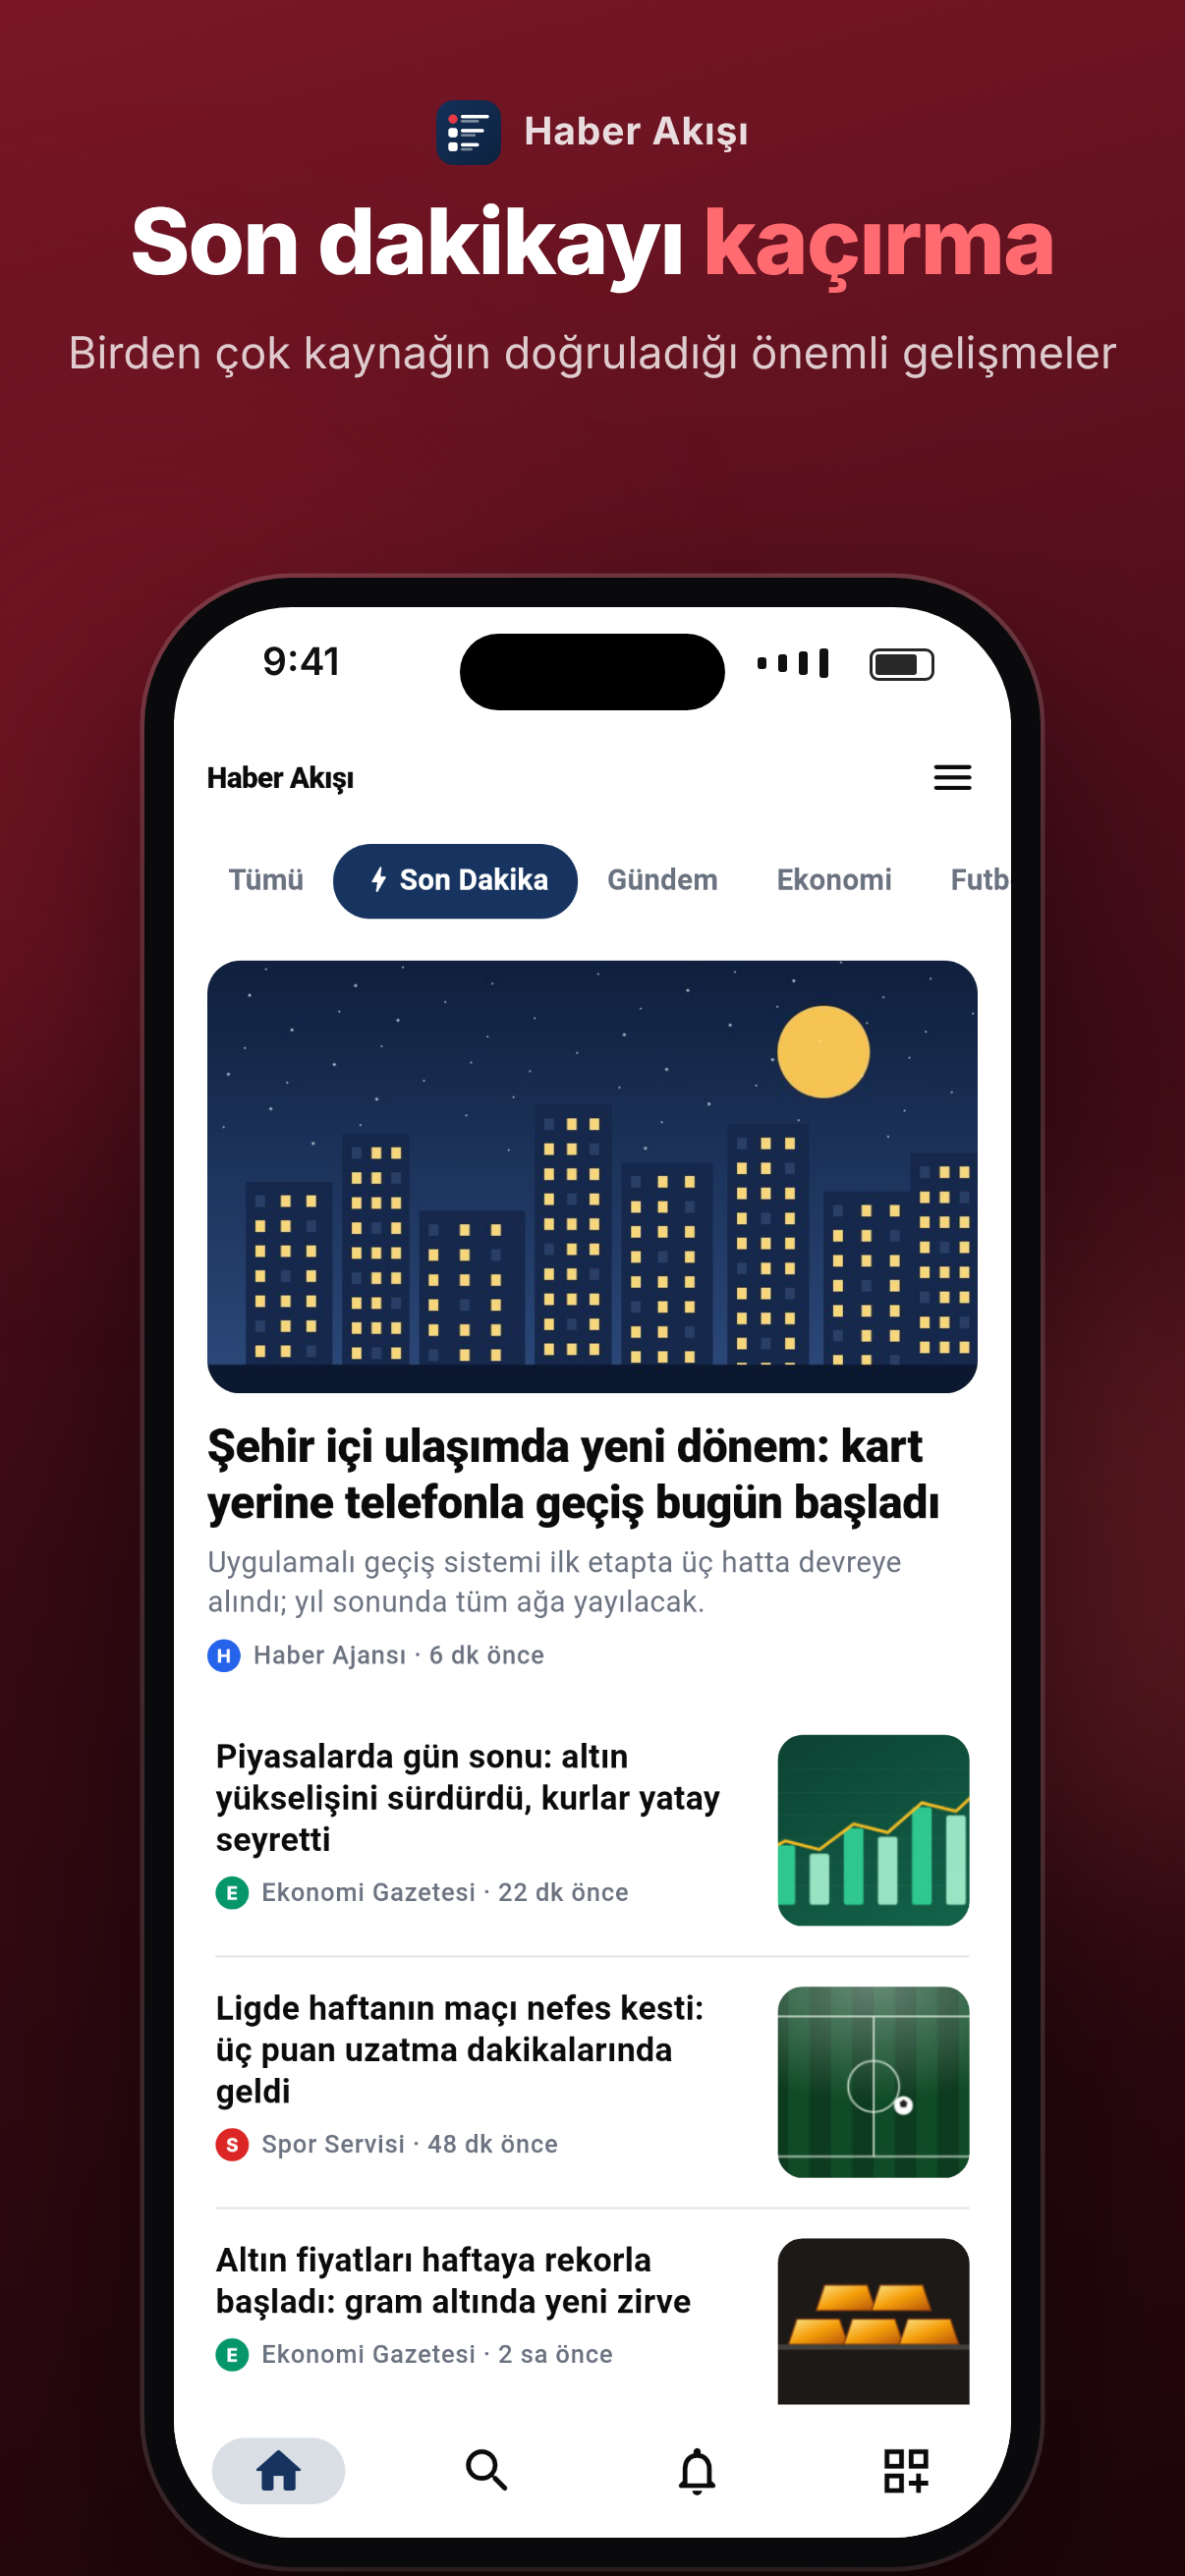 Haber Akışı
Son dakikayı kaçırma
Birden çok kaynağın doğruladığı önemli gelişmeler
9:41
Haber Akışı
Tümü Son Dakika Gündem Ekonomi Futb
Şehir içi ulaşımda yeni dönem: kart
yerine telefonla geçiş bugün başladı
Uygulamalı geçiş sistemi ilk etapta üç hatta devreye
alındı; yıl sonunda tüm ağa yayılacak.
H Haber Ajansı · 6 dk önce
Piyasalarda gün sonu: altın
yükselişini sürdürdü, kurlar yatay
seyretti
E Ekonomi Gazetesi · 22 dk önce
Ligde haftanın maçı nefes kesti:
üç puan uzatma dakikalarında
geldi
S Spor Servisi · 48 dk önce
Altın fiyatları haftaya rekorla
başladı: gram altında yeni zirve
E Ekonomi Gazetesi · 2 sa önce